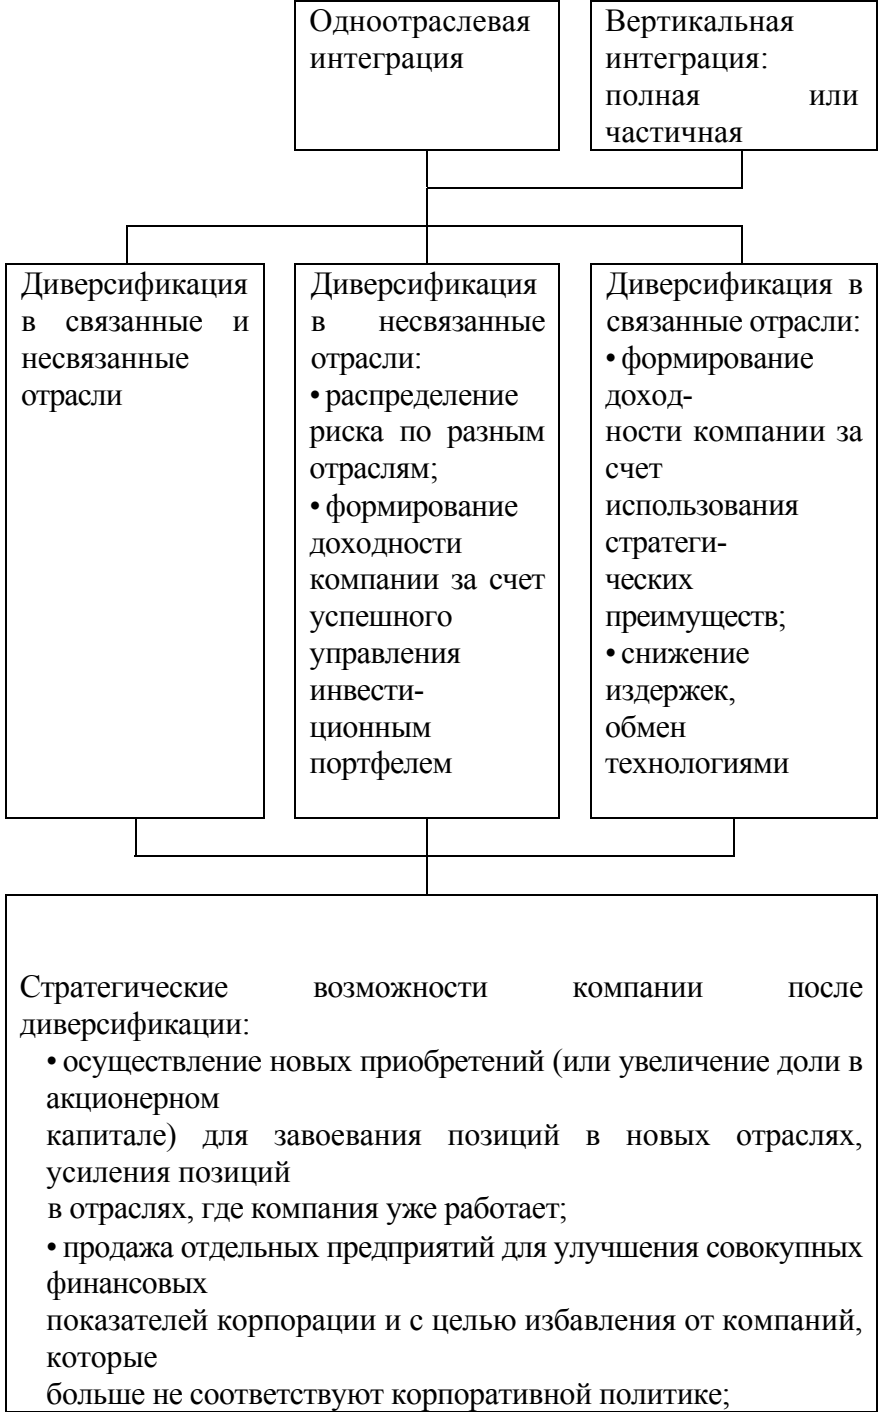 Одноотраслевая
интеграция
Вертикальная
интеграция:
полная или
частичная
Диверсификация
в связанные и
несвязанные
отрасли
Диверсификация
в несвязанные
отрасли:
• распределение
риска по разным
отраслям;
• формирование
доходности
компании за счет
успешного
управления
инвести-
ционным
портфелем
Диверсификация в
связанные отрасли:
• формирование
доход-
ности компании за
счет
использования
стратеги-
ческих
преимуществ;
• снижение
издержек,
обмен
технологиями
Стратегические возможности компании после
диверсификации:
• осуществление новых приобретений (или увеличение доли в
акционерном
капитале) для завоевания позиций в новых отраслях,
усиления позиций
в отраслях, где компания уже работает;
• продажа отдельных предприятий для улучшения совокупных
финансовых
показателей корпорации и с целью избавления от компаний,
которые
больше не соответствуют корпоративной политике;